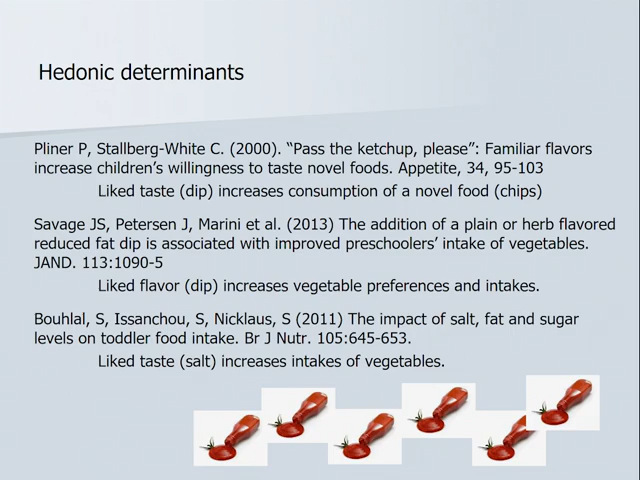 Hedonic determinants
Pliner P, Stallberg-White C. (2000). “Pass the ketchup, please”: Familiar flavors
increase children’s willingness to taste novel foods. Appetite, 34, 95-103
Liked taste (dip) increases consumption of a novel food (chips)
Savage JS, Petersen J, Marini et al. (2013) The addition of a plain or herb flavored
reduced fat dip is associated with improved preschoolers’ intake of vegetables.
JAND. 113:1090-5
Liked flavor (dip) increases vegetable preferences and intakes.
Bouhlal, S, Issanchou, S, Nicklaus, S (2011) The impact of salt, fat and sugar
levels on toddler food intake. Br J Nutr. 105:645-653.
Liked taste (salt) increases intakes of vegetables.